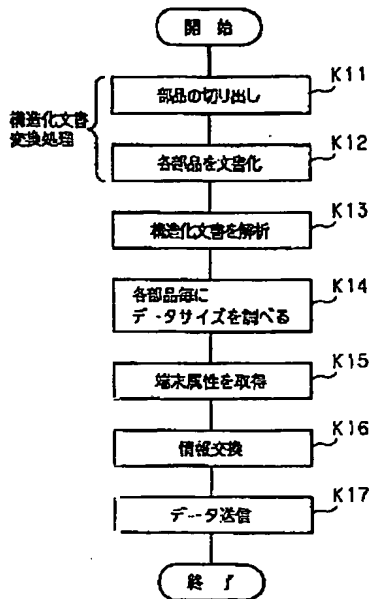 開始
K11
部品の切り出し
構造化文書
変換処理
K12
各部品を文書化
K13
構造化文書を解析
K14
各部品毎に
データサイズを調べる
K15
端末属性を取得
K16
情報交換
K17
データ送信
終了